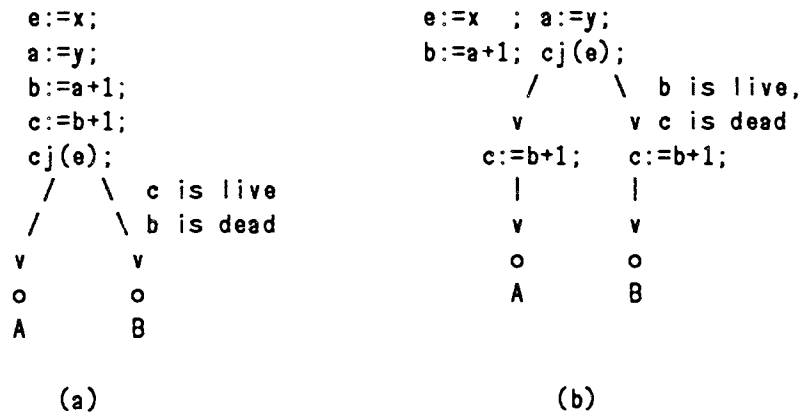 e:=x;
a:=y;
b:=a+1;
c:=b+1;
cj(e);
/ \ c is live
/ \ b is dead
v v
o o
A B
(a)
e:=x ; a:=y;
b:=a+1; cj(e);
/ \ b is live,
v v c is dead
c:=b+1; c:=b+1;
| |
v v
o o
A B
(b)